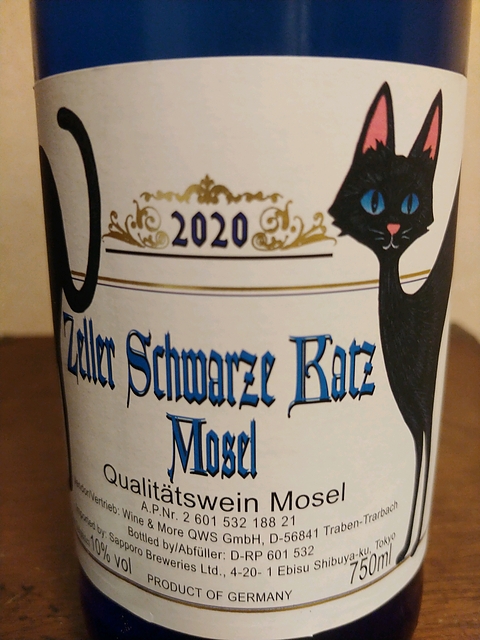 2020
Zeller Schwarze Katz
Mosel
Qualitätswein Mosel
A.P.Nr. 2 601 532 188 21
Vertrieb: Wine & More QWS GmbH, D-56841 Traben-Trarbach
Bottled by/Abfüller: D-RP 601 532
by: Sapporo Breweries Ltd., 4-20- 1 Ebisu Shibuya-ku, Tokyo
10% vol
750ml
PRODUCT OF GERMANY